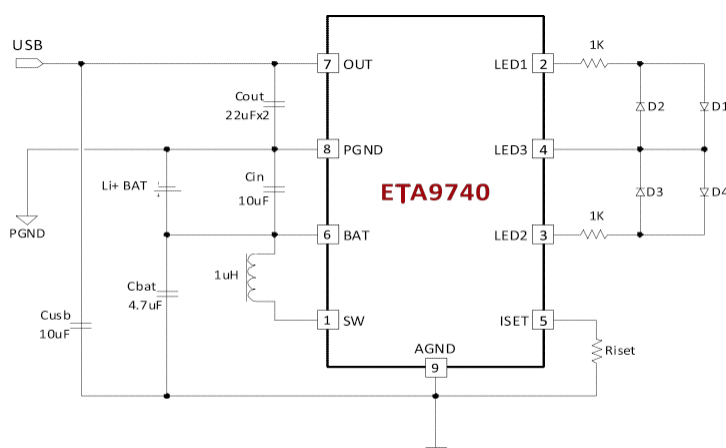 USB
1K
7 OUT
LED1 2
Cout
22uFx2
D2
D1
8 PGND
LED3 4
Li+ BAT
Cin
10uF
ETA9740
D3
D4
PGND
1K
6 BAT
LED2 3
1uH
Cbat
4.7uF
Cusb
10uF
1 SW
ISET 5
AGND
9
Riset